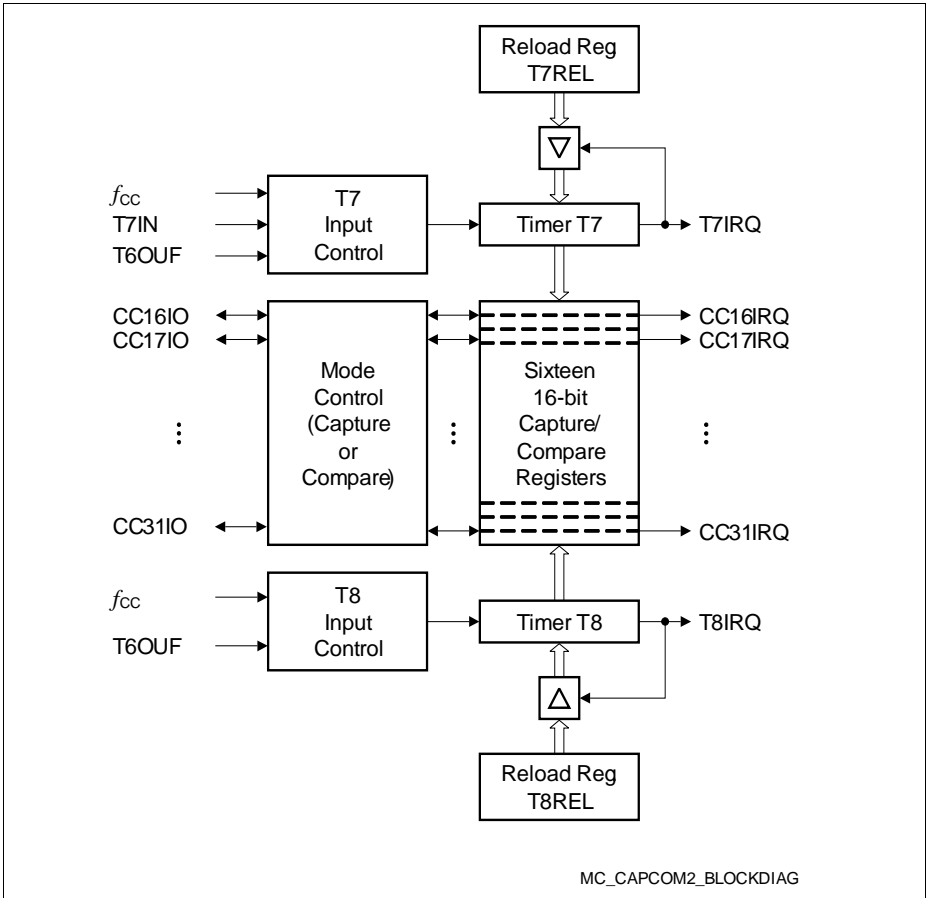 Reload Reg
T7REL
fCC
T7IN
T6OUF
T7
Input
Control
Timer T7
T7IRQ
CC16IO
CC17IO
CC31IO
Mode
Control
(Capture
or
Compare)
Sixteen
16-bit
Capture/
Compare
Registers
CC16IRQ
CC17IRQ
CC31IRQ
fCC
T6OUF
T8
Input
Control
Timer T8
T8IRQ
Reload Reg
T8REL
MC_CAPCOM2_BLOCKDIAG